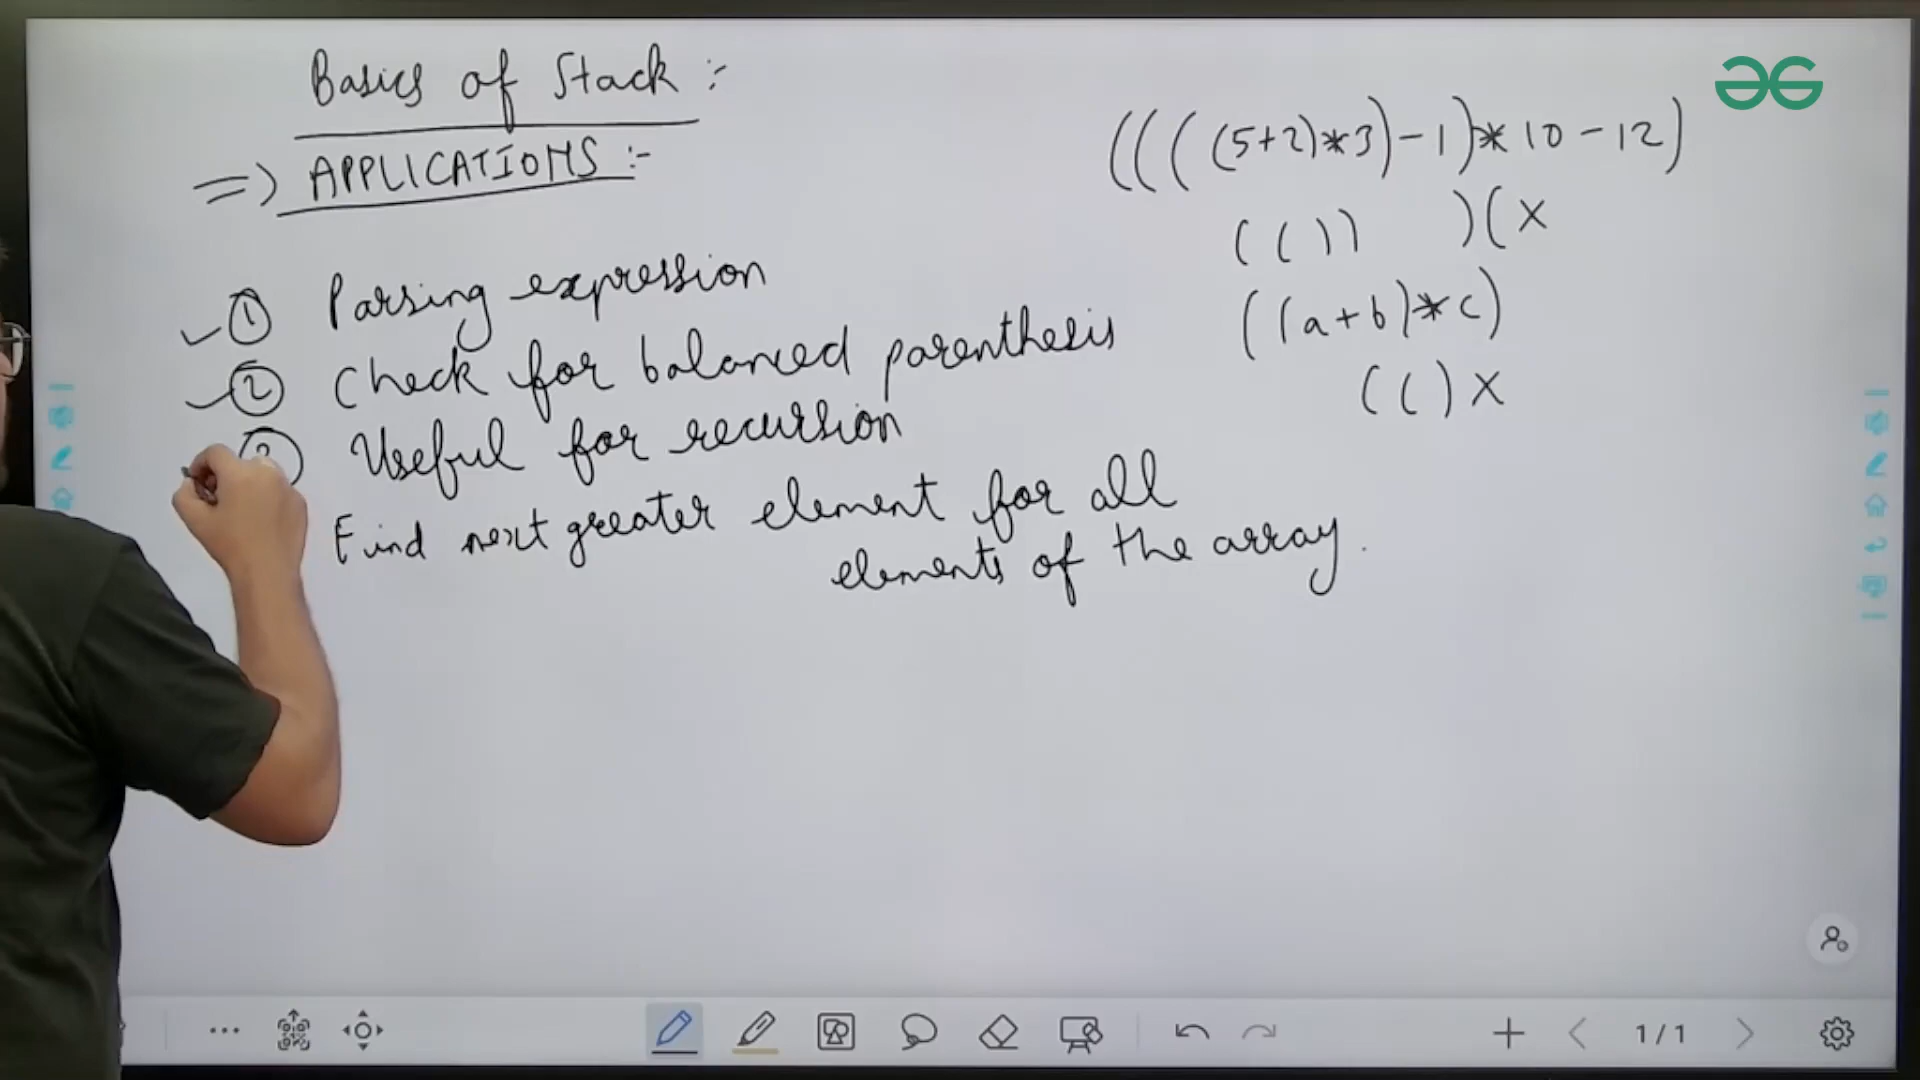 Basics of Stack :-
=> APPLICATIONS :-
① Parsing expression
② Check for balanced parenthesis
③ Useful for recursion
Find next greater element for all
elements of the array.
((((5+2)*3)-1)*10-12)
(()) )( x
((a+b)*c)
(() x
1/1